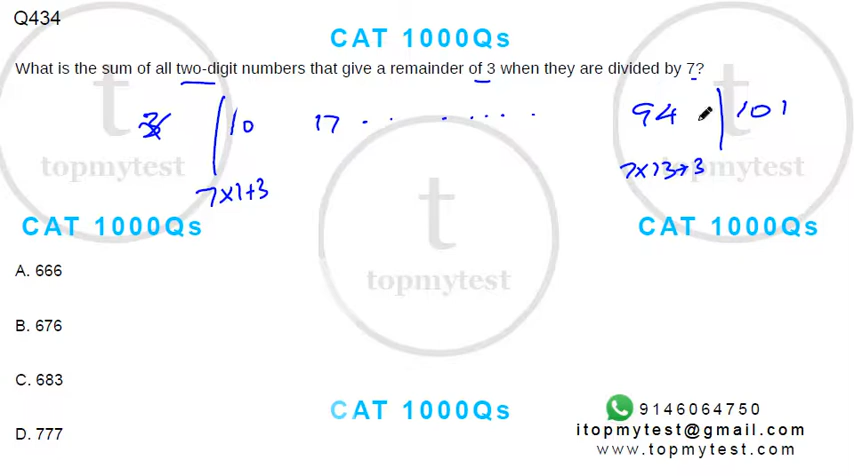 Q434
CAT 1000Qs
What is the sum of all two-digit numbers that give a remainder of 3 when they are divided by 7?
3 10 17 . . . . . . 94 101
7x1+3 7x13+3
t
topmytest
t
topmytest
t
topmytest
CAT 1000Qs
CAT 1000Qs
A. 666
B. 676
C. 683
D. 777
CAT 1000Qs
9146064750
itopmytest@gmail.com
www.topmytest.com